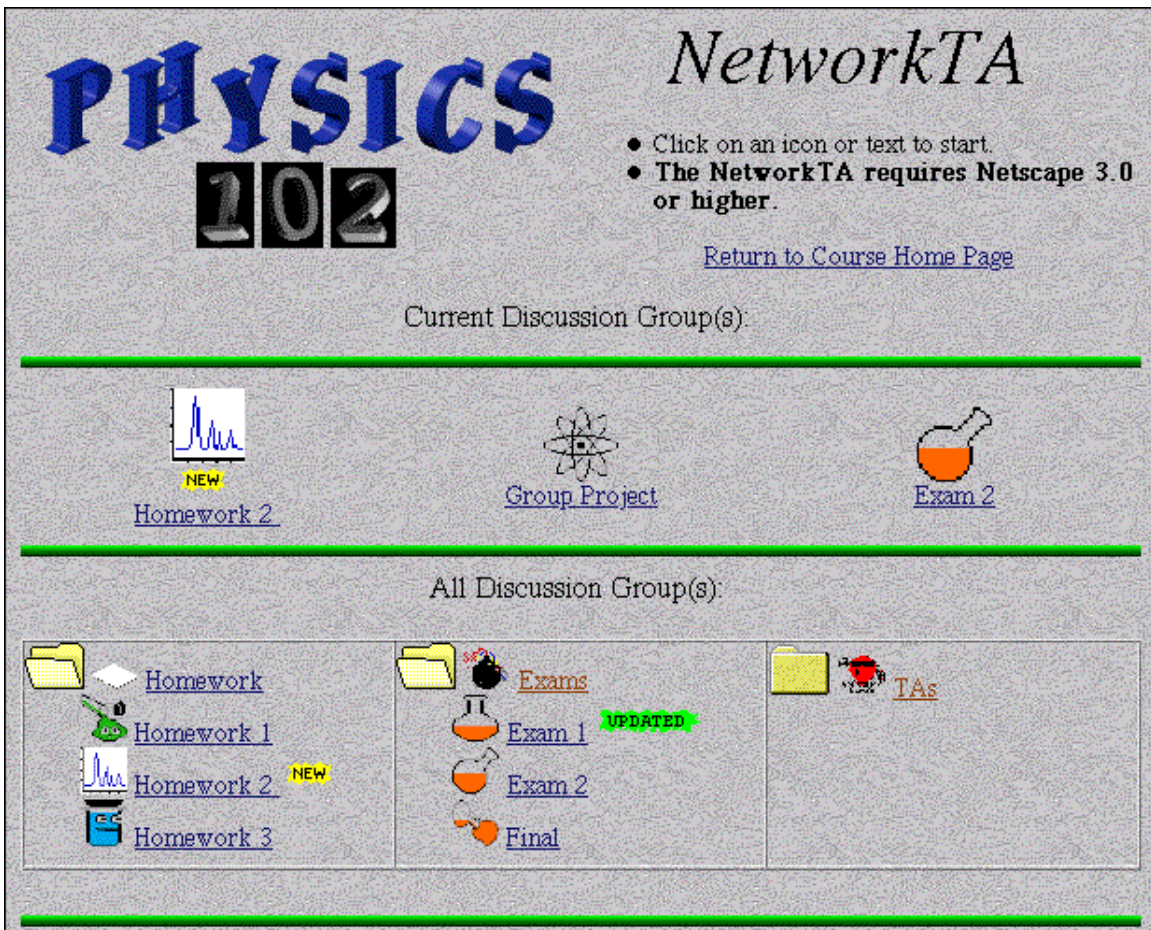 PHYSICS
102
NetworkTA
Click on an icon or text to start.
The NetworkTA requires Netscape 3.0
or higher.
Return to Course Home Page
Current Discussion Group(s):
NEW
Homework 2
Group Project
Exam 2
All Discussion Group(s):
Homework
Homework 1
Homework 2 NEW
Homework 3
Exams
Exam 1 UPDATED
Exam 2
Final
TAs